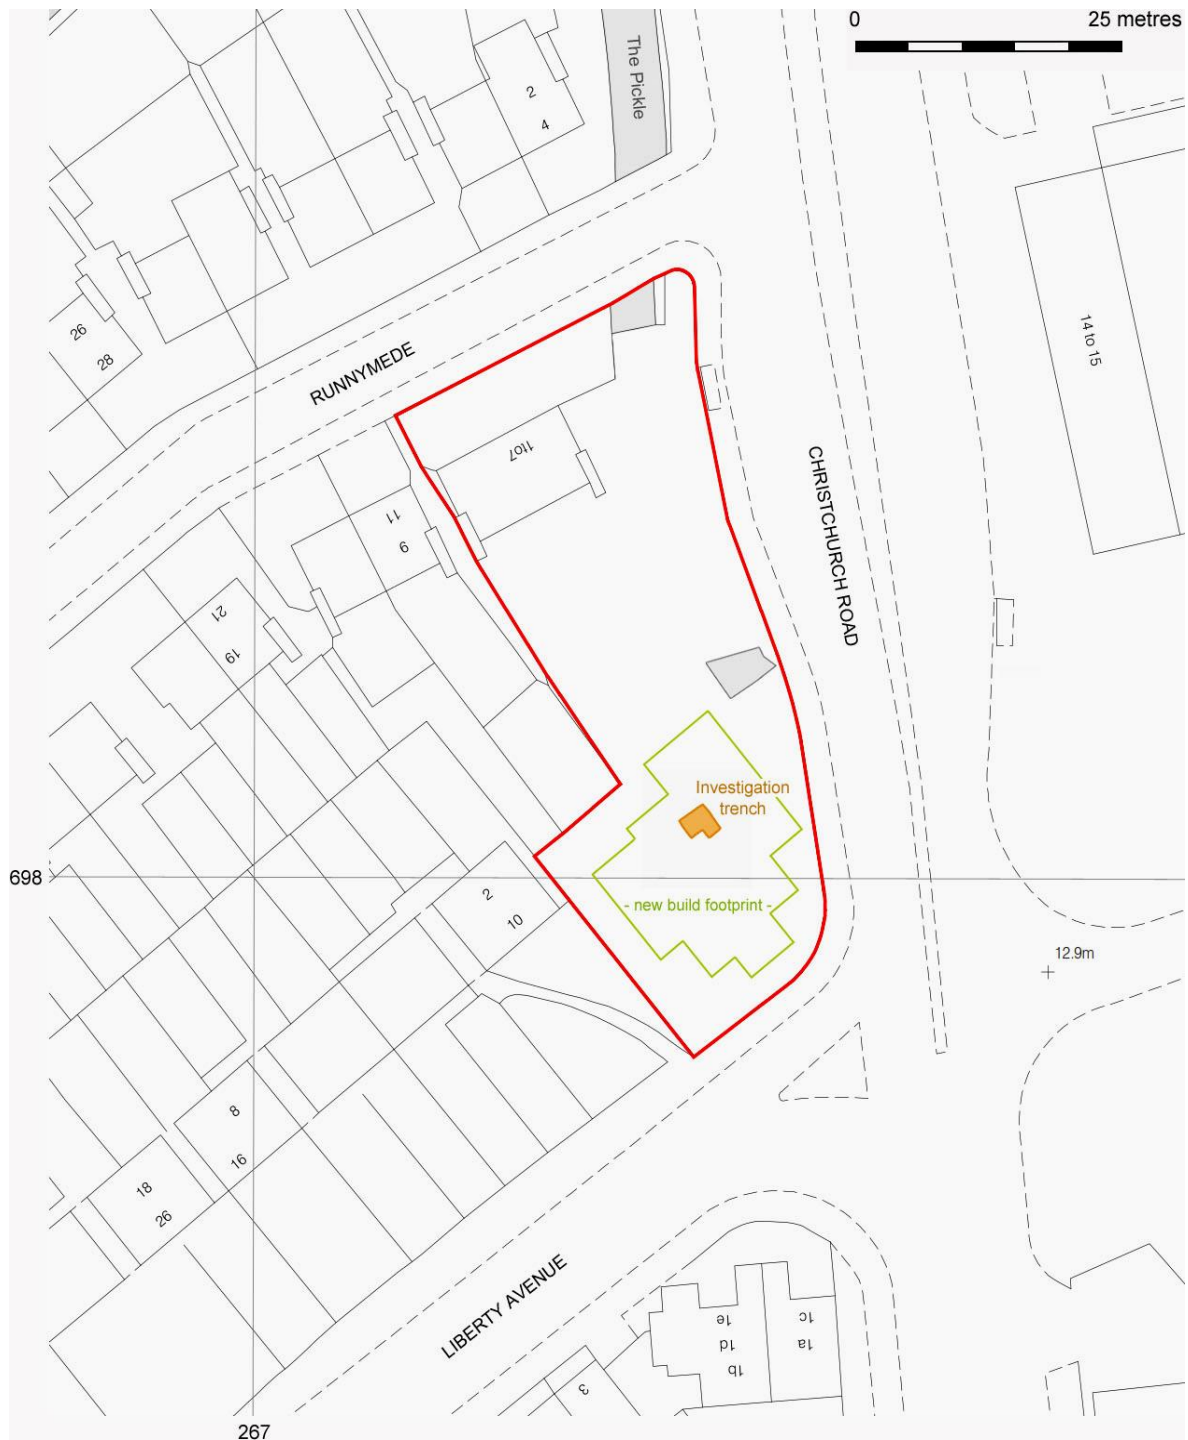 0 25 metres
The Pickle
2
4
26
28
RUNNYMEDE
14 to 15
1to7
CHRISTCHURCH ROAD
11
9
21
19
Investigation
trench
698
- new build footprint -
2
10
12.9m
8
16
18
26
LIBERTY AVENUE
1e
1d
1b
1c
1a
3
267